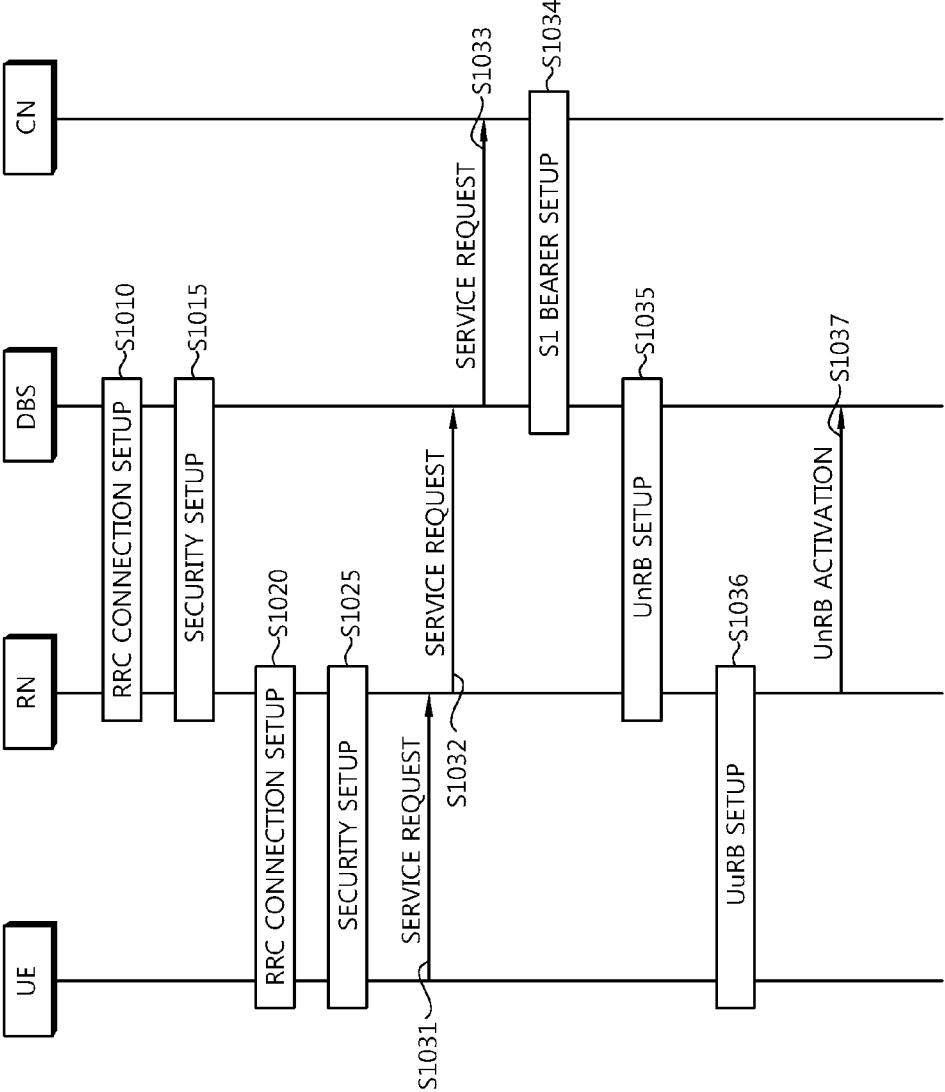 UE
RN
DBS
CN
RRC CONNECTION SETUP
S1010
SECURITY SETUP
S1015
RRC CONNECTION SETUP
S1020
SECURITY SETUP
S1025
SERVICE REQUEST
S1031
SERVICE REQUEST
S1032
SERVICE REQUEST
S1033
S1 BEARER SETUP
S1034
UnRB SETUP
S1035
UuRB SETUP
S1036
UnRB ACTIVATION
S1037